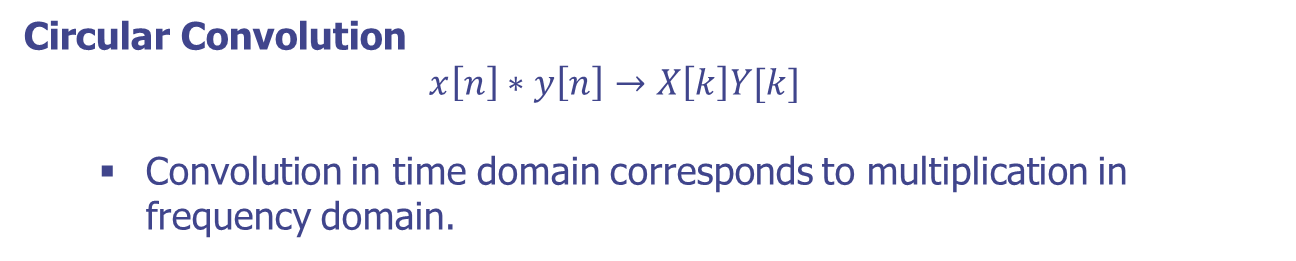 Circular Convolution
x[n] ∗ y[n] → X[k]Y[k]
▪ Convolution in time domain corresponds to multiplication in
frequency domain.